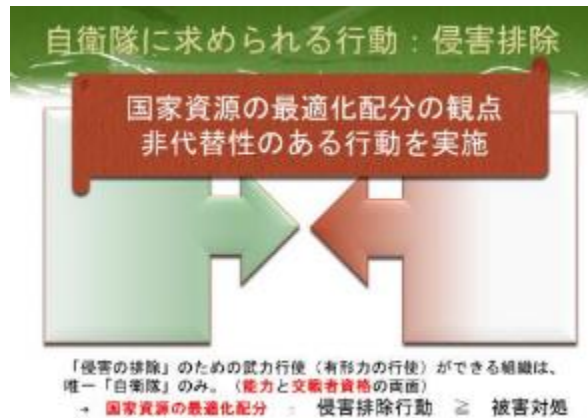 自衛隊に求められる行動：侵害排除
国家資源の最適化配分の観点
非代替性のある行動を実施
「侵害の排除」のための武力行使（有形力の行使）ができる組織は、
唯一「自衛隊」のみ。（能力と交戦者資格の両面）
→ 国家資源の最適化配分 ： 侵害排除行動 ≧ 被害対処